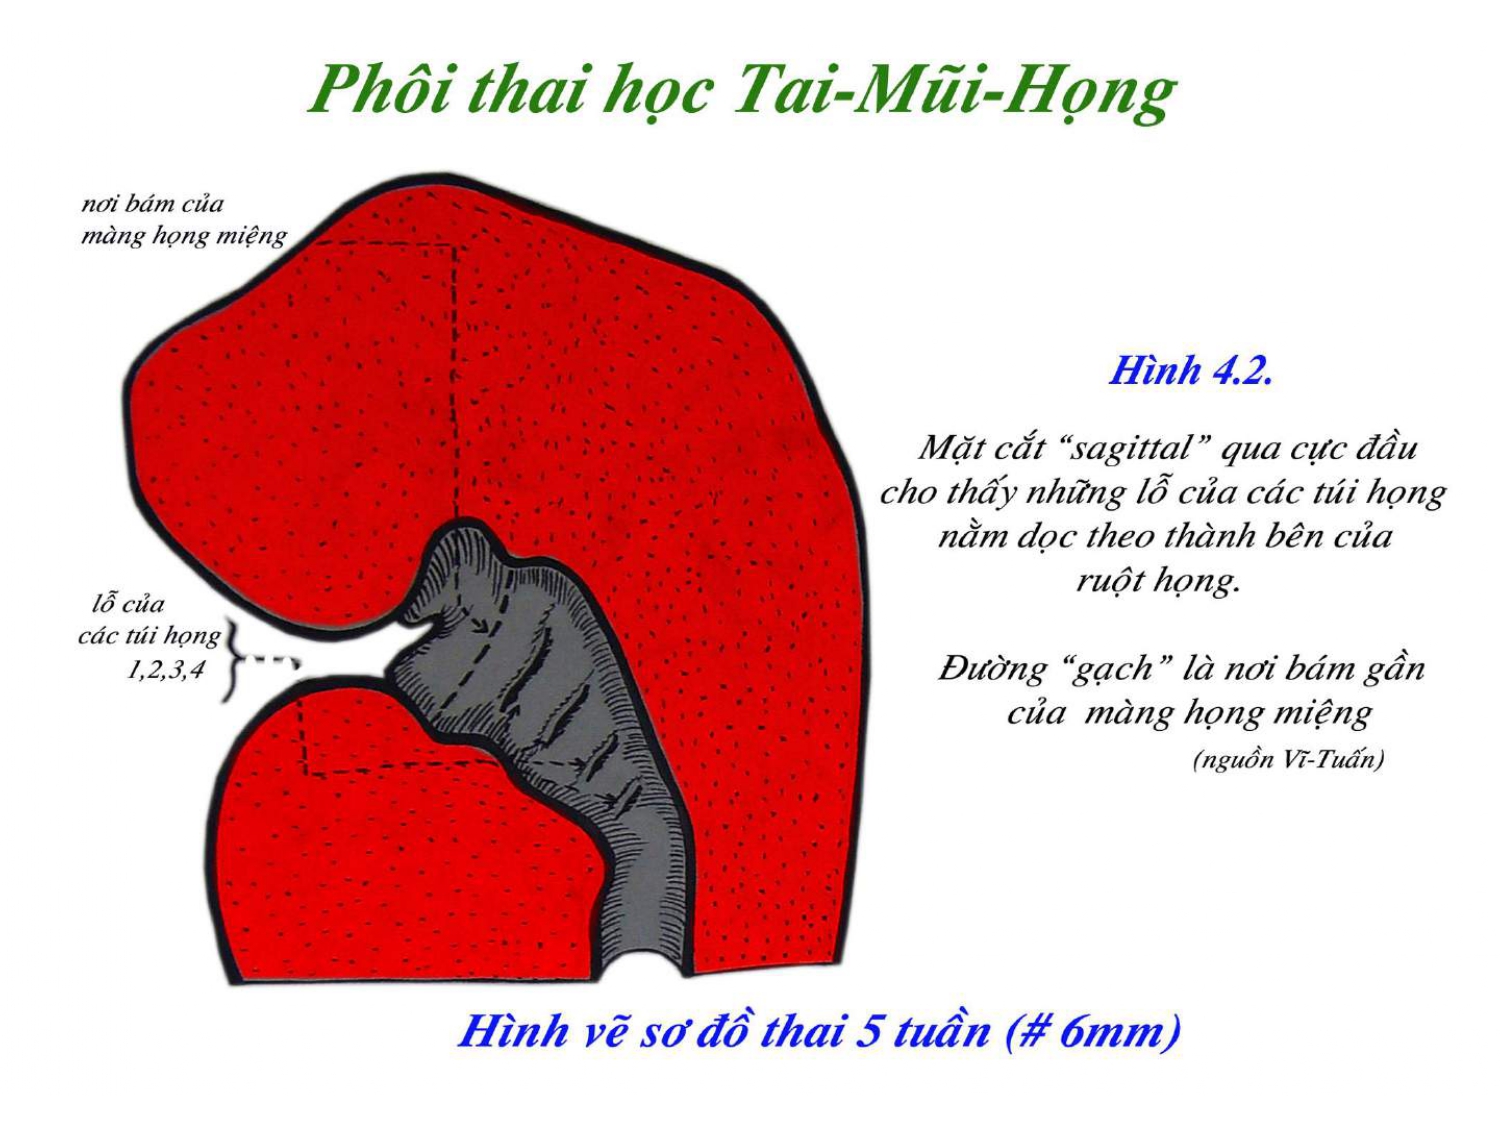 Phôi thai học Tai-Mũi-Họng
nơi bám của
màng họng miệng
Hình 4.2.
Mặt cắt “sagittal” qua cực đầu
cho thấy những lỗ của các túi họng
nằm dọc theo thành bên của
ruột họng.
lỗ của
các túi họng
1,2,3,4
Đường “gạch” là nơi bám gần
của màng họng miệng
(nguồn Vĩ-Tuấn)
Hình vẽ sơ đồ thai 5 tuần (# 6mm)